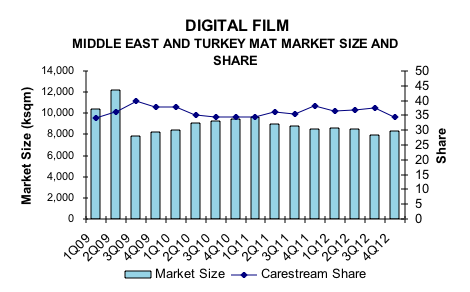 DIGITAL FILM
MIDDLE EAST AND TURKEY MAT MARKET SIZE AND
SHARE
Market Size (ksqm)
14,000
12,000
10,000
8,000
6,000
4,000
2,000
0
50
45
40
35
30
25
20
15
10
5
0
Share
1Q09
2Q09
3Q09
4Q09
1Q10
2Q10
3Q10
4Q10
1Q11
2Q11
3Q11
4Q11
1Q12
2Q12
3Q12
4Q12
Market Size
Carestream Share